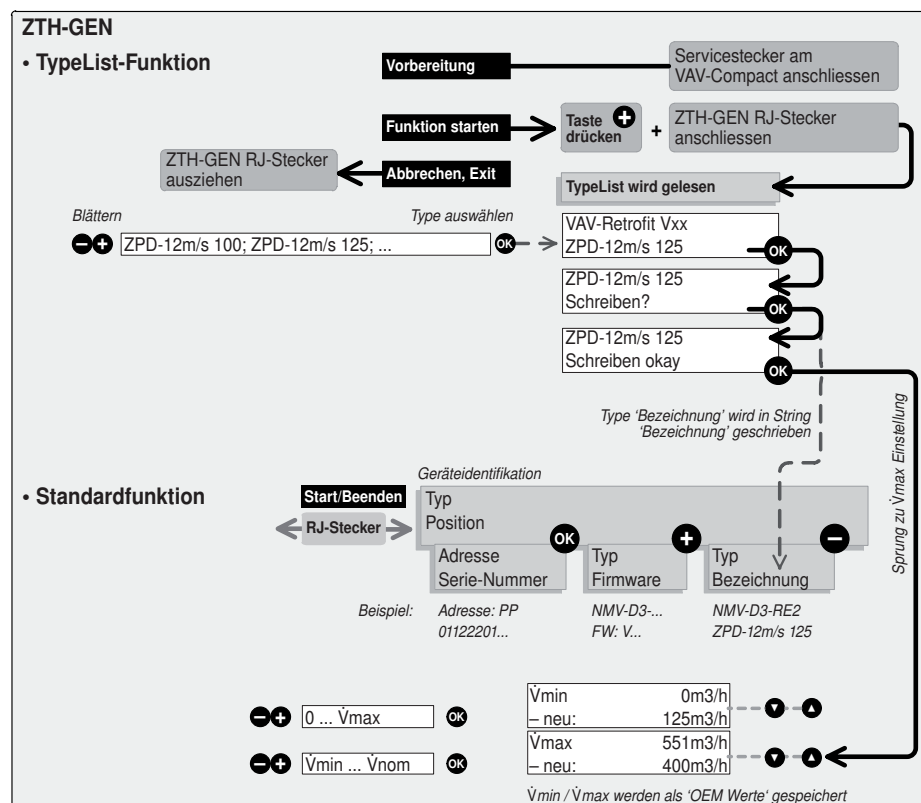 ZTH-GEN
• TypeList-Funktion
Vorbereitung
Servicestecker am
VAV-Compact anschliessen
Funktion starten
Taste +
drücken
+
ZTH-GEN RJ-Stecker
anschliessen
ZTH-GEN RJ-Stecker
ausziehen
Abbrechen, Exit
TypeList wird gelesen
Blättern
Type auswählen
– + ZPD-12m/s 100; ZPD-12m/s 125; ... OK
VAV-Retrofit Vxx
ZPD-12m/s 125
OK
ZPD-12m/s 125
Schreiben?
OK
ZPD-12m/s 125
Schreiben okay
OK
Type 'Bezeichnung' wird in String
'Bezeichnung' geschrieben
Sprung zu V̇max Einstellung
• Standardfunktion
Start/Beenden
RJ-Stecker
Geräteidentifikation
Typ
Position
OK
+
–
Adresse
Serie-Nummer
Typ
Firmware
Typ
Bezeichnung
Beispiel:
Adresse: PP
01122201...
NMV-D3-...
FW: V...
NMV-D3-RE2
ZPD-12m/s 125
– + 0 ... V̇max OK
V̇min 0m3/h
– neu: 125m3/h
– + V̇min ... V̇nom OK
V̇max 551m3/h
– neu: 400m3/h
V̇min / V̇max werden als 'OEM Werte' gespeichert